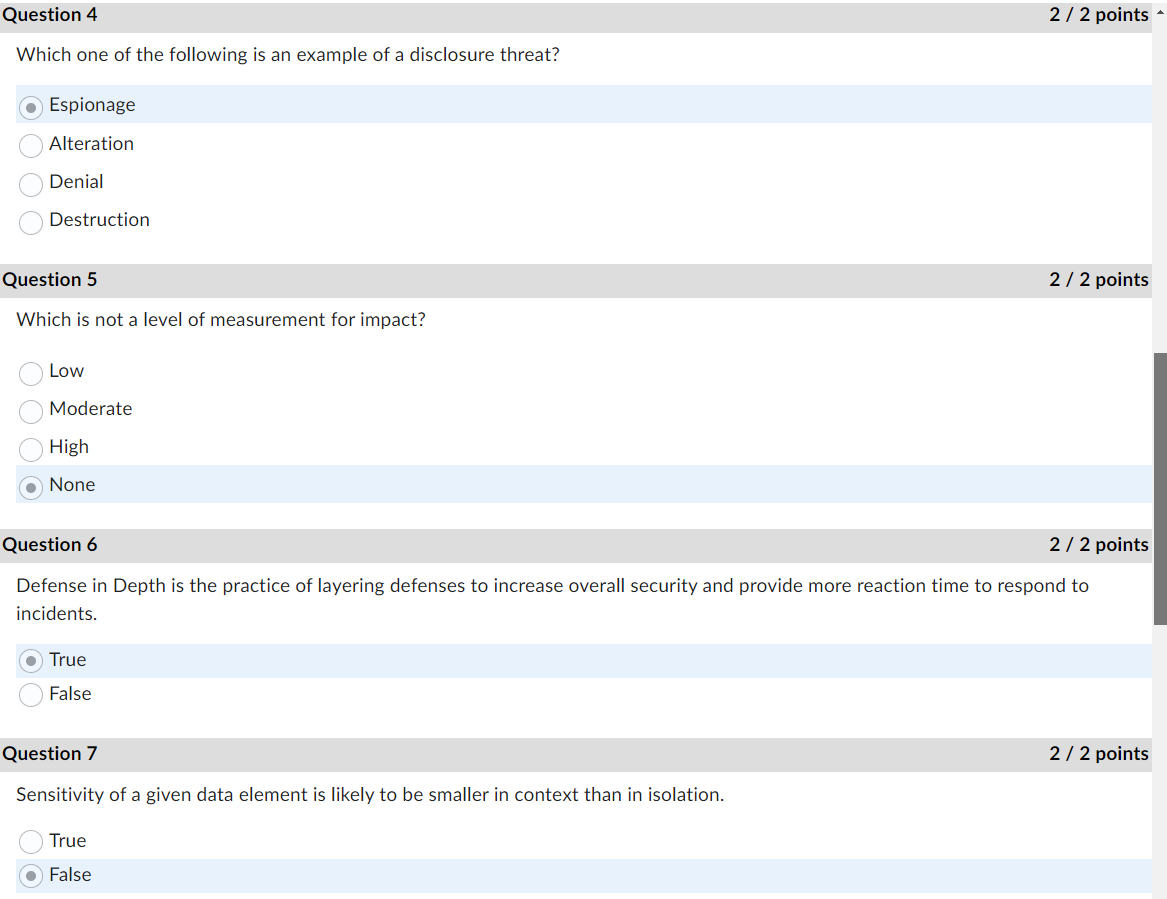 Question 4 2 / 2 points
Which one of the following is an example of a disclosure threat?
Espionage
Alteration
Denial
Destruction
Question 5 2 / 2 points
Which is not a level of measurement for impact?
Low
Moderate
High
None
Question 6 2 / 2 points
Defense in Depth is the practice of layering defenses to increase overall security and provide more reaction time to respond to
incidents.
True
False
Question 7 2 / 2 points
Sensitivity of a given data element is likely to be smaller in context than in isolation.
True
False